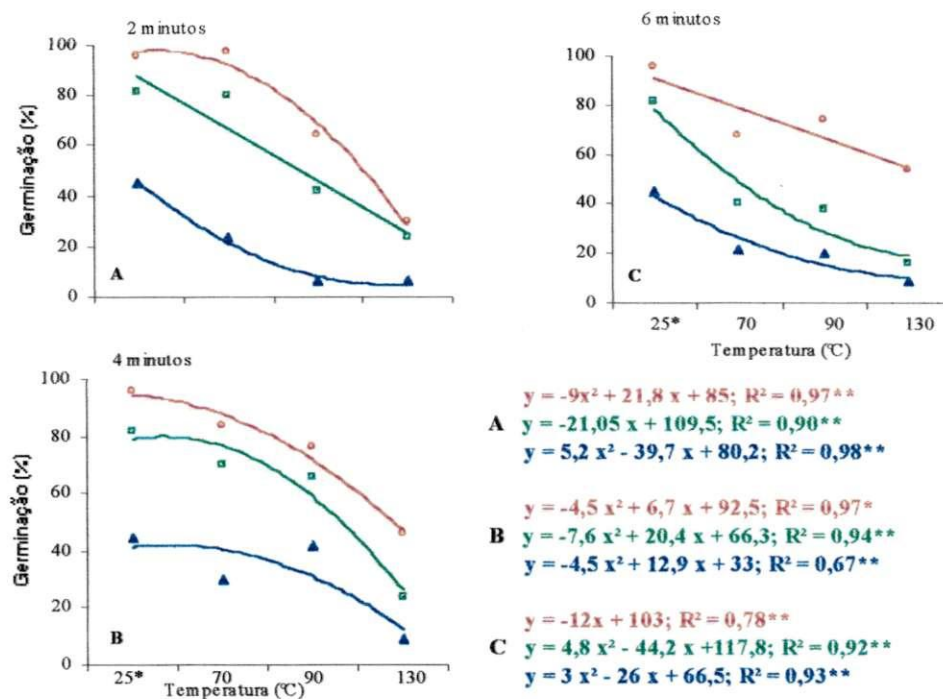 2 minutos
Germinação (%)
100
80
60
40
20
0
A
6 minutos
100
80
60
40
20
0
C
25* 70 90 130
Temperatura (°C)
4 minutos
Germinação (%)
100
80
60
40
20
0
B
25* 70 90 130
Temperatura (°C)
y = -9x² + 21,8 x + 85; R² = 0,97**
A y = -21,05 x + 109,5; R² = 0,90**
y = 5,2 x² - 39,7 x + 80,2; R² = 0,98**
y = -4,5 x² + 6,7 x + 92,5; R² = 0,97*
B y = -7,6 x² + 20,4 x + 66,3; R² = 0,94**
y = -4,5 x² + 12,9 x + 33; R² = 0,67**
y = -12x + 103; R² = 0,78**
C y = 4,8 x² - 44,2 x +117,8; R² = 0,92**
y = 3 x² - 26 x + 66,5; R² = 0,93**